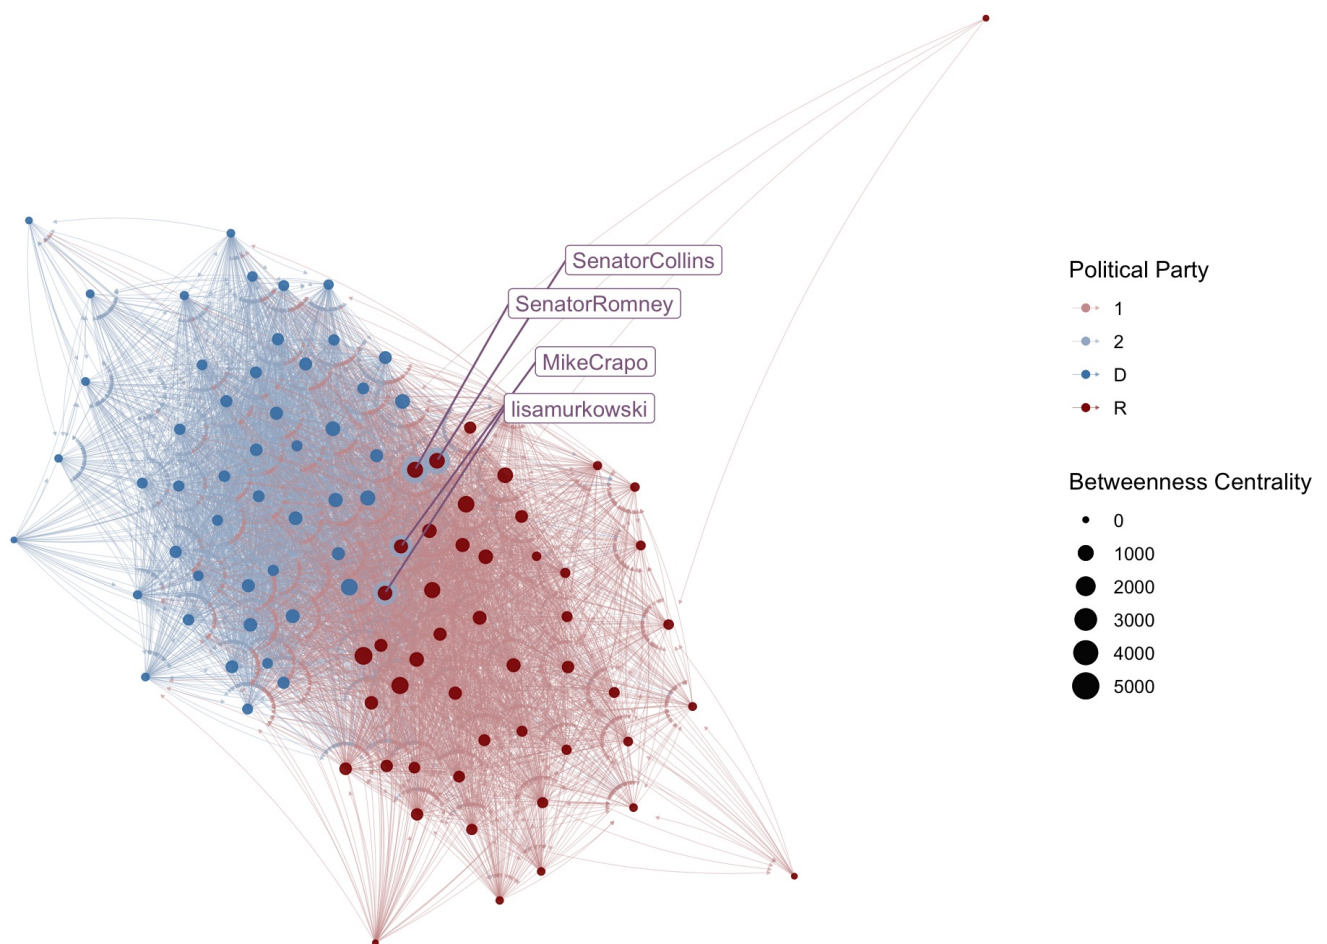 SenatorCollins
SenatorRomney
MikeCrapo
lisamurkowski
Political Party
1
2
D
R
Betweenness Centrality
0
1000
2000
3000
4000
5000